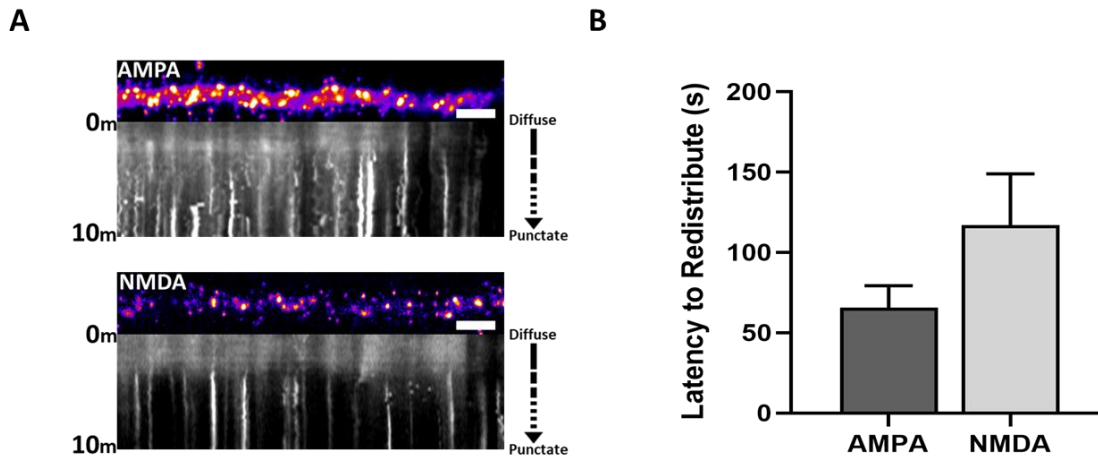 A
AMPA
0m
Diffuse
10m
Punctate
NMDA
0m
Diffuse
10m
Punctate
B
Latency to Redistribute (s)
200
150
100
50
0
AMPA
NMDA